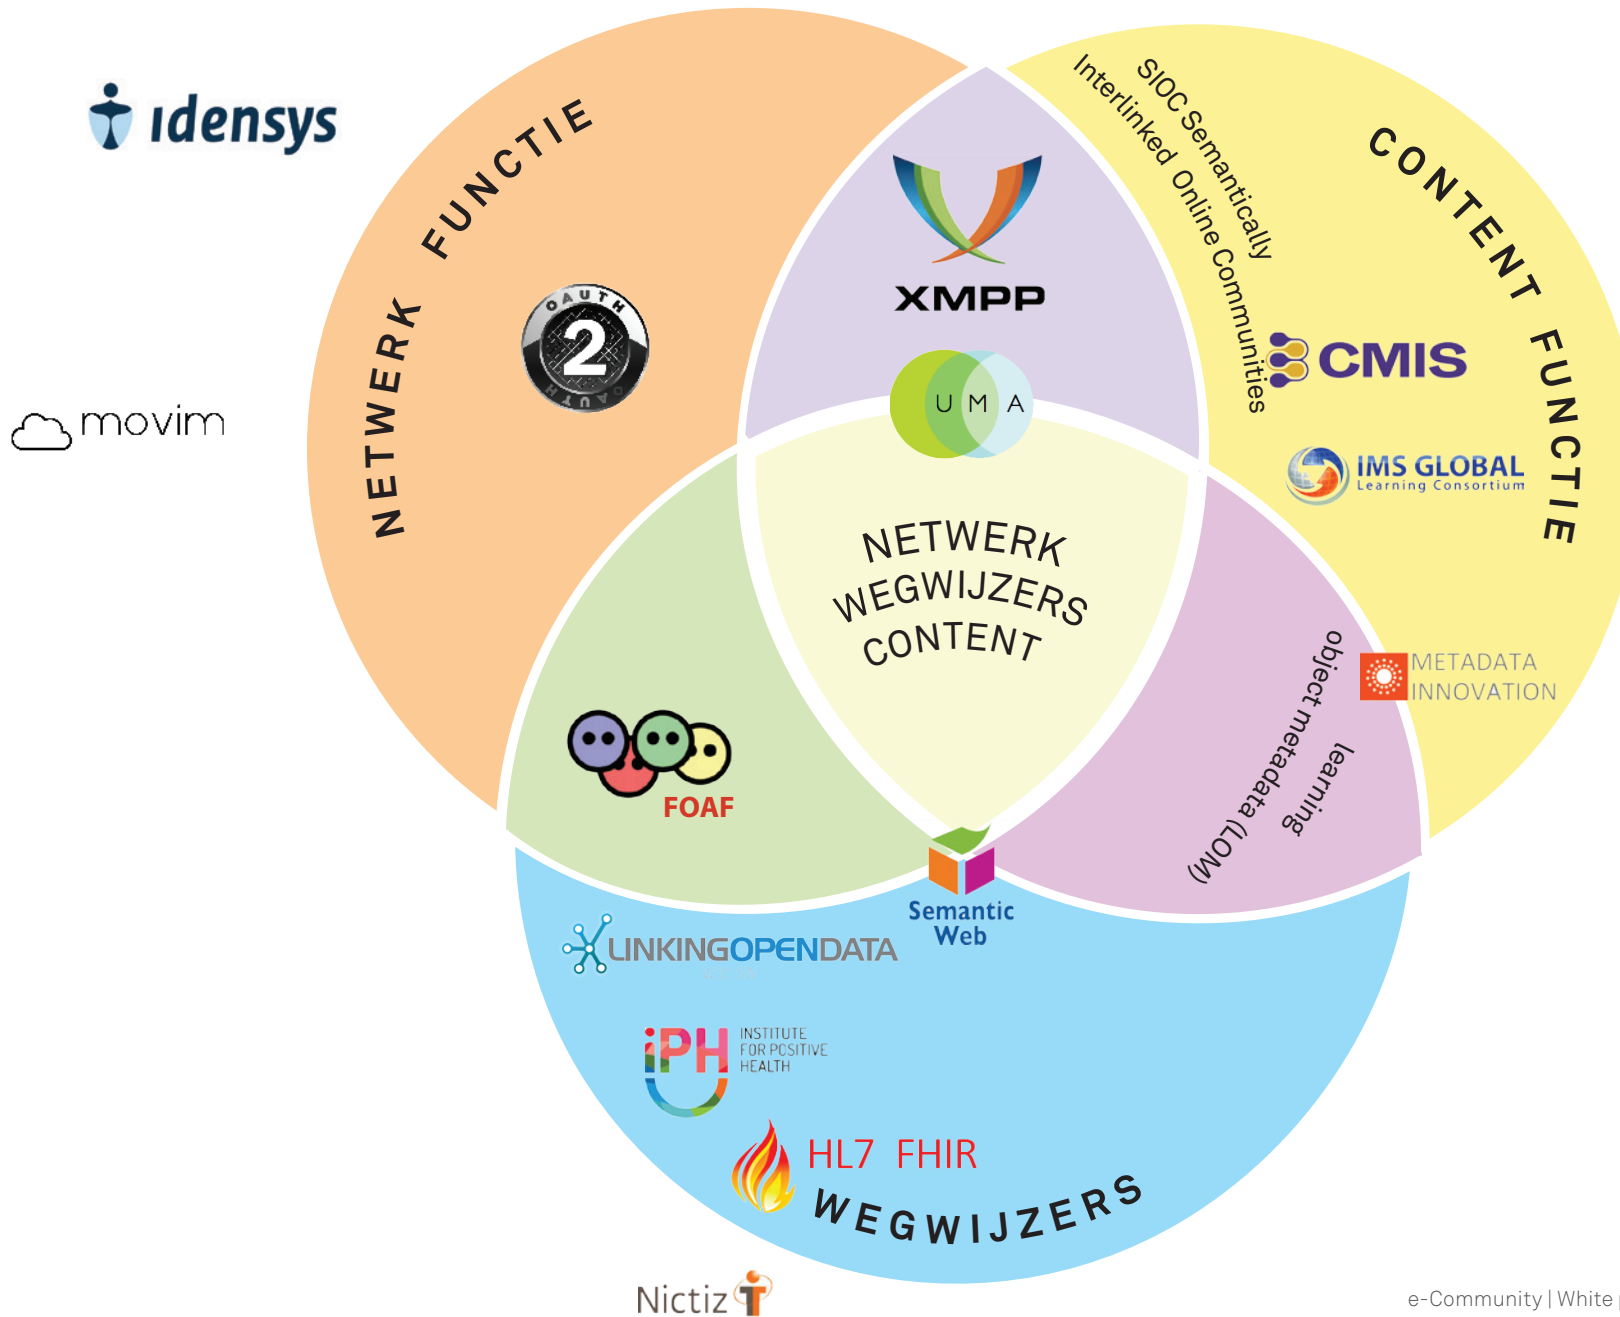 idensys
NETWERK FUNCTIE
OAUTH
2
OAUTH
movim
XMPP
UMA
SIOC Semantically
Interlinked Online Communities
CONTENT FUNCTIE
CMIS
IMS GLOBAL
Learning Consortium
NETWERK
WEGWIJZERS
CONTENT
METADATA
INNOVATION
learning
object metadata (LOM)
FOAF
Semantic
Web
LINKINGOPENDATA
iPH
INSTITUTE
FOR POSITIVE
HEALTH
HL7 FHIR
WEGWIJZERS
Nictiz
e-Community | White